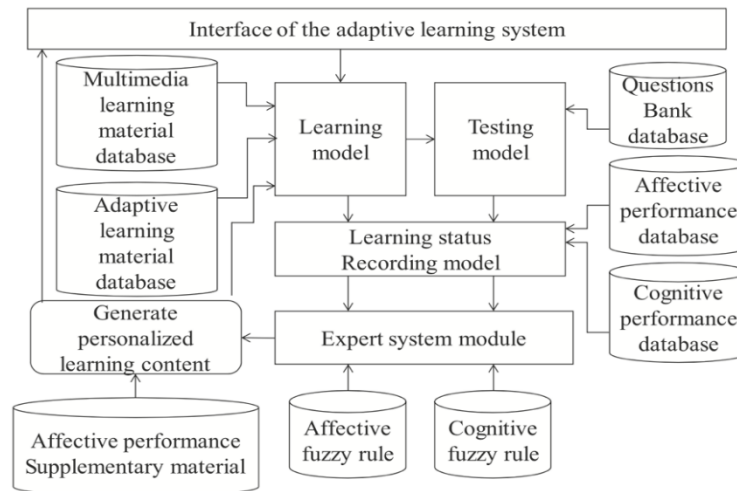 Interface of the adaptive learning system
Multimedia
learning
material
database
Learning
model
Testing
model
Questions
Bank
database
Adaptive
learning
material
database
Affective
performance
database
Learning status
Recording model
Cognitive
performance
database
Generate
personalized
learning content
Expert system module
Affective performance
Supplementary material
Affective
fuzzy rule
Cognitive
fuzzy rule